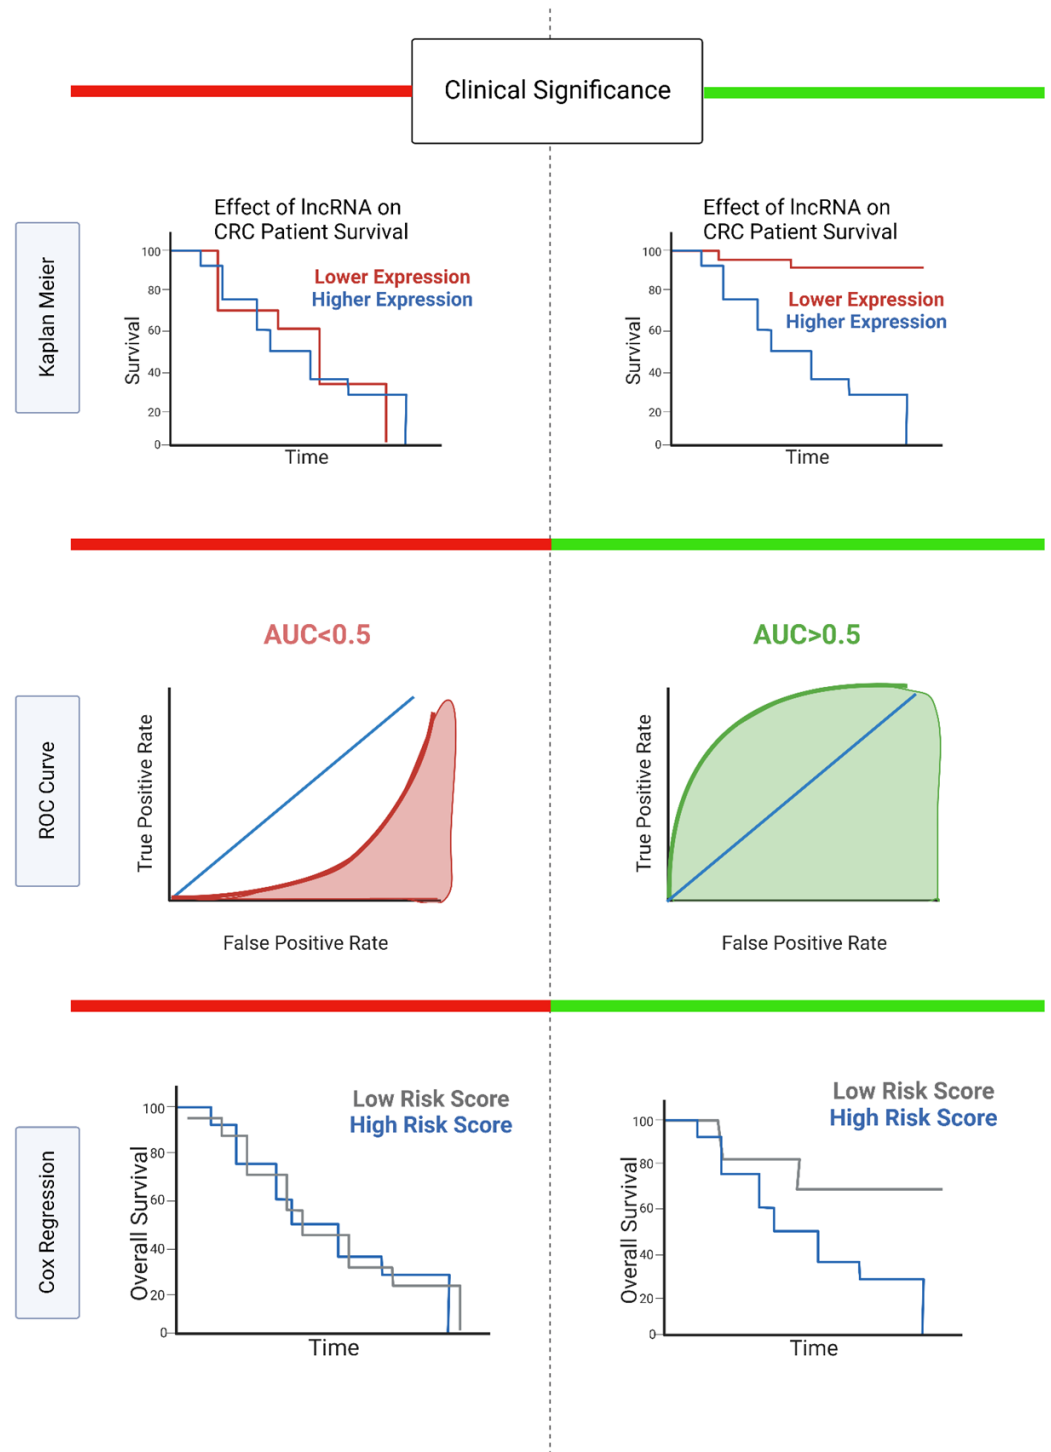 Clinical Significance
Kaplan Meier
Effect of lncRNA on
CRC Patient Survival
Lower Expression
Higher Expression
Survival
100
80
60
40
20
0
Time
Effect of lncRNA on
CRC Patient Survival
Lower Expression
Higher Expression
Survival
100
80
60
40
20
0
Time
ROC Curve
AUC<0.5
True Positive Rate
False Positive Rate
AUC>0.5
True Positive Rate
False Positive Rate
Cox Regression
Low Risk Score
High Risk Score
Overall Survival
100
80
60
40
20
0
Time
Low Risk Score
High Risk Score
Overall Survival
100
80
60
40
20
0
Time